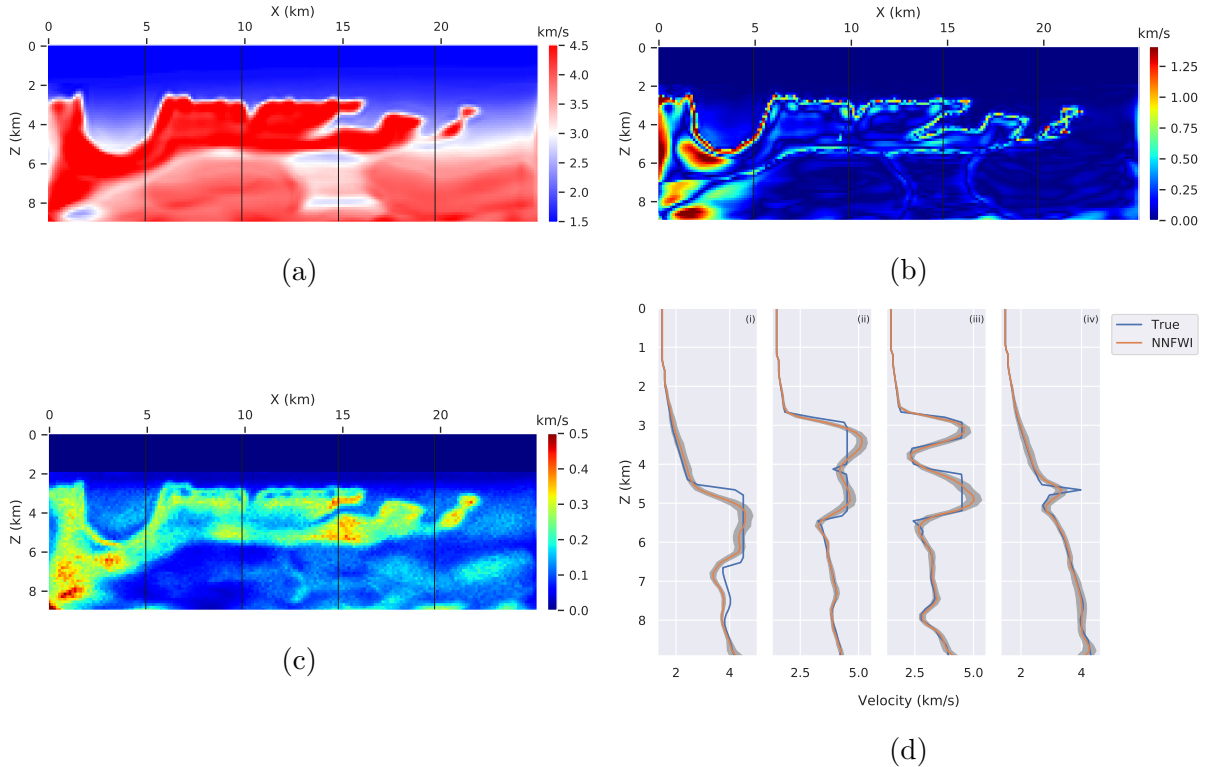 X (km)
0 5 10 15 20
km/s
Z (km)
0
2
4
6
8
4.5
4.0
3.5
3.0
2.5
2.0
1.5
(a)
X (km)
0 5 10 15 20
km/s
Z (km)
0
2
4
6
8
1.25
1.00
0.75
0.50
0.25
0.00
(b)
X (km)
0 5 10 15 20
km/s
Z (km)
0
2
4
6
8
0.5
0.4
0.3
0.2
0.1
0.0
(c)
(i) (ii) (iii) (iv)
True
NNFWI
Z (km)
0
1
2
3
4
5
6
7
8
2 4 2.5 5.0 2.5 5.0 2 4
Velocity (km/s)
(d)